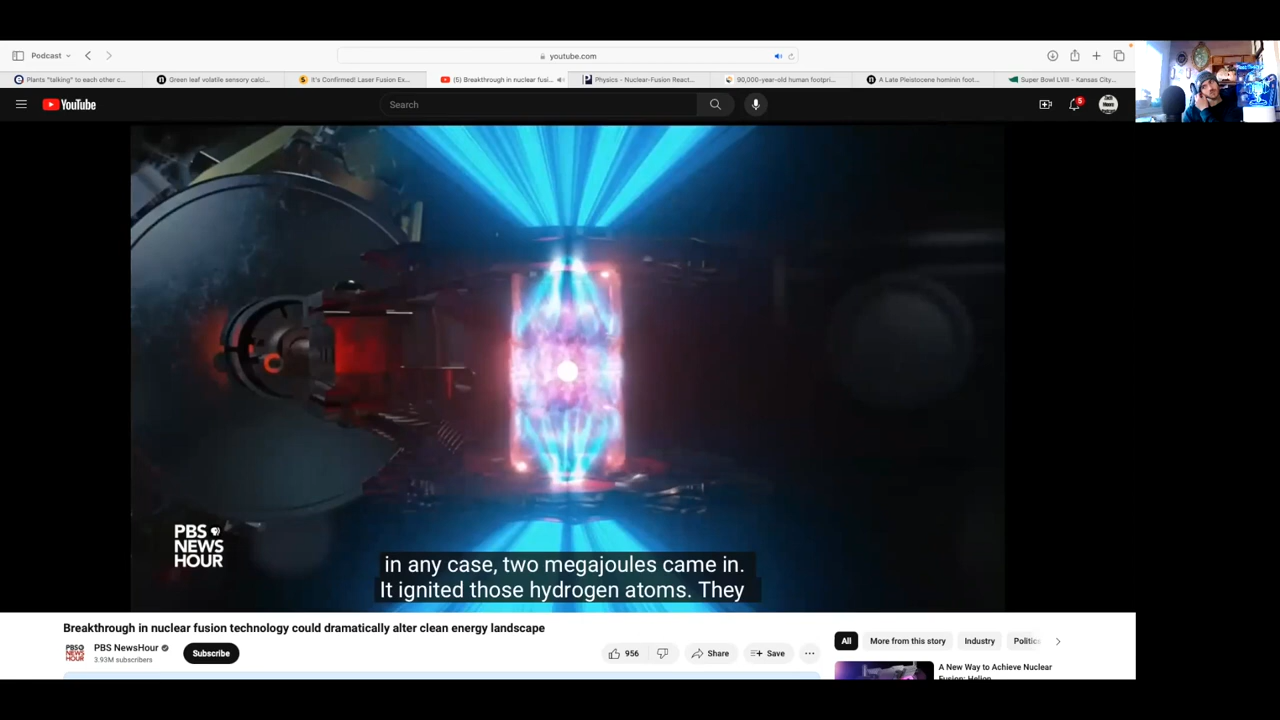 Podcast
youtube.com
Plants "talking" to each other c...
Green leaf volatile sensory calci...
It's Confirmed! Laser Fusion Ex...
(5) Breakthrough in nuclear fusi...
Physics - Nuclear-Fusion React...
90,000-year-old human footpri...
A Late Pleistocene hominin foot...
Super Bowl LVIII - Kansas City...
YouTube
Search
5
PBS
NEWS
HOUR
in any case, two megajoules came in.
It ignited those hydrogen atoms. They
Breakthrough in nuclear fusion technology could dramatically alter clean energy landscape
PBS NewsHour
3.93M subscribers
Subscribe
956
Share
Save
All
More from this story
Industry
Politic
A New Way to Achieve Nuclear
Fusion: Helion